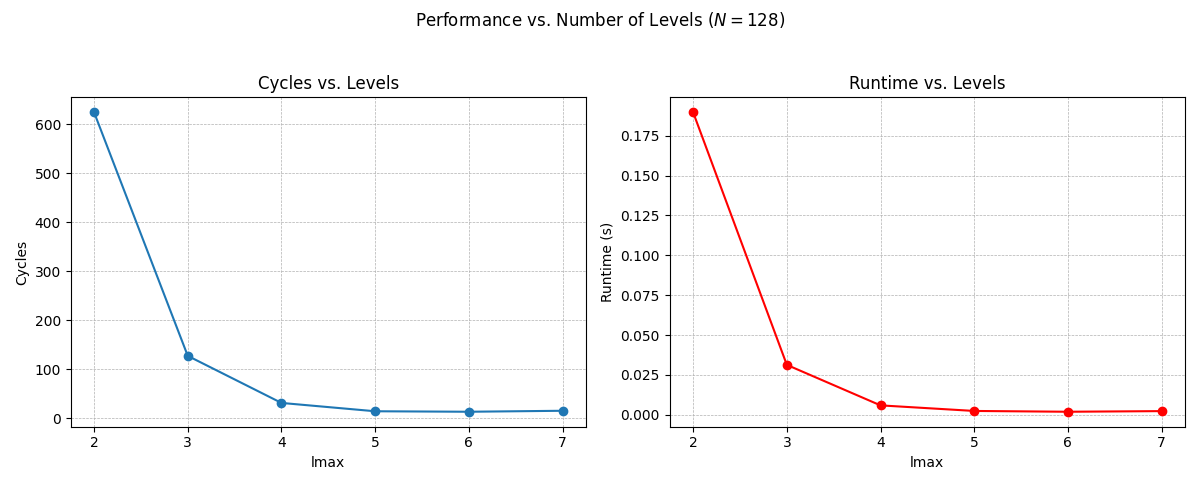 Performance vs. Number of Levels (N = 128)
Cycles vs. Levels
600
500
400
300
200
100
0
Cycles
2 3 4 5 6 7
lmax
Runtime vs. Levels
0.175
0.150
0.125
0.100
0.075
0.050
0.025
0.000
Runtime (s)
2 3 4 5 6 7
lmax